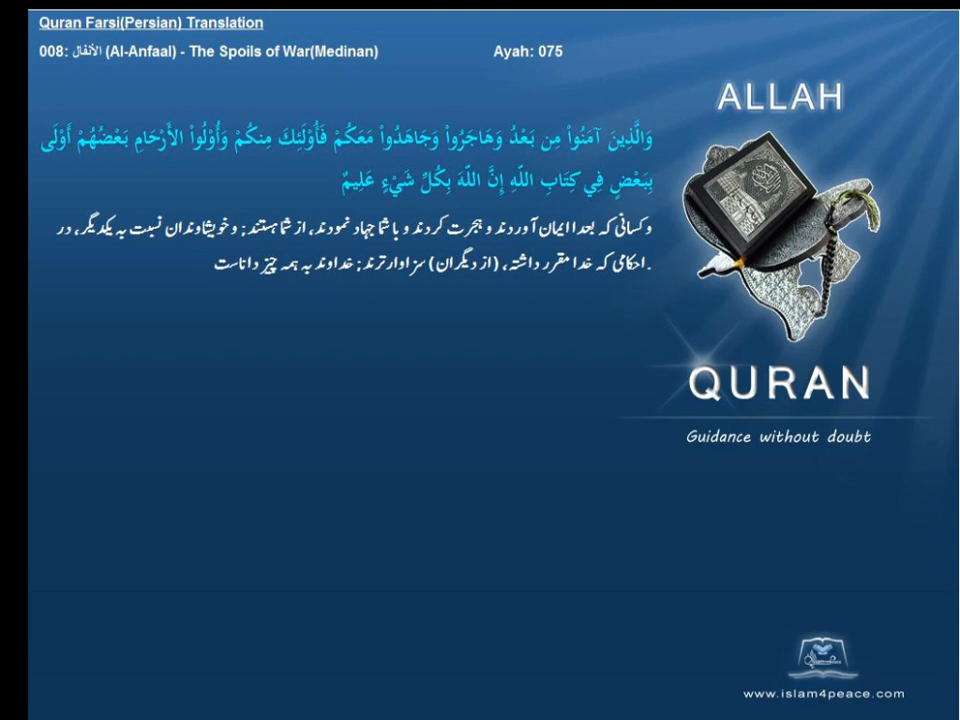 Quran Farsi(Persian) Translation
008: الأنفال (Al-Anfaal) - The Spoils of War(Medinan) Ayah: 075
وَالَّذِينَ آمَنُواْ مِن بَعْدُ وَهَاجَرُواْ وَجَاهَدُواْ مَعَكُمْ فَأُوْلَئِكَ مِنكُمْ وَأُوْلُواْ الأَرْحَامِ بَعْضُهُمْ أَوْلَى
بِبَعْضٍ فِي كِتَابِ اللّهِ إِنَّ اللّهَ بِكُلِّ شَيْءٍ عَلِيمٌ
و کسانی که بعداً ایمان آوردند و هجرت کردند و با شما جهاد نمودند، از شما هستند; و خویشاوندان نسبت به یکدیگر، در
احکامی که خدا مقرر داشته، (از دیگران) سزاوارترند; خداوند به همه چیز داناست.
ALLAH
QURAN
Guidance without doubt
www.islam4peace.com